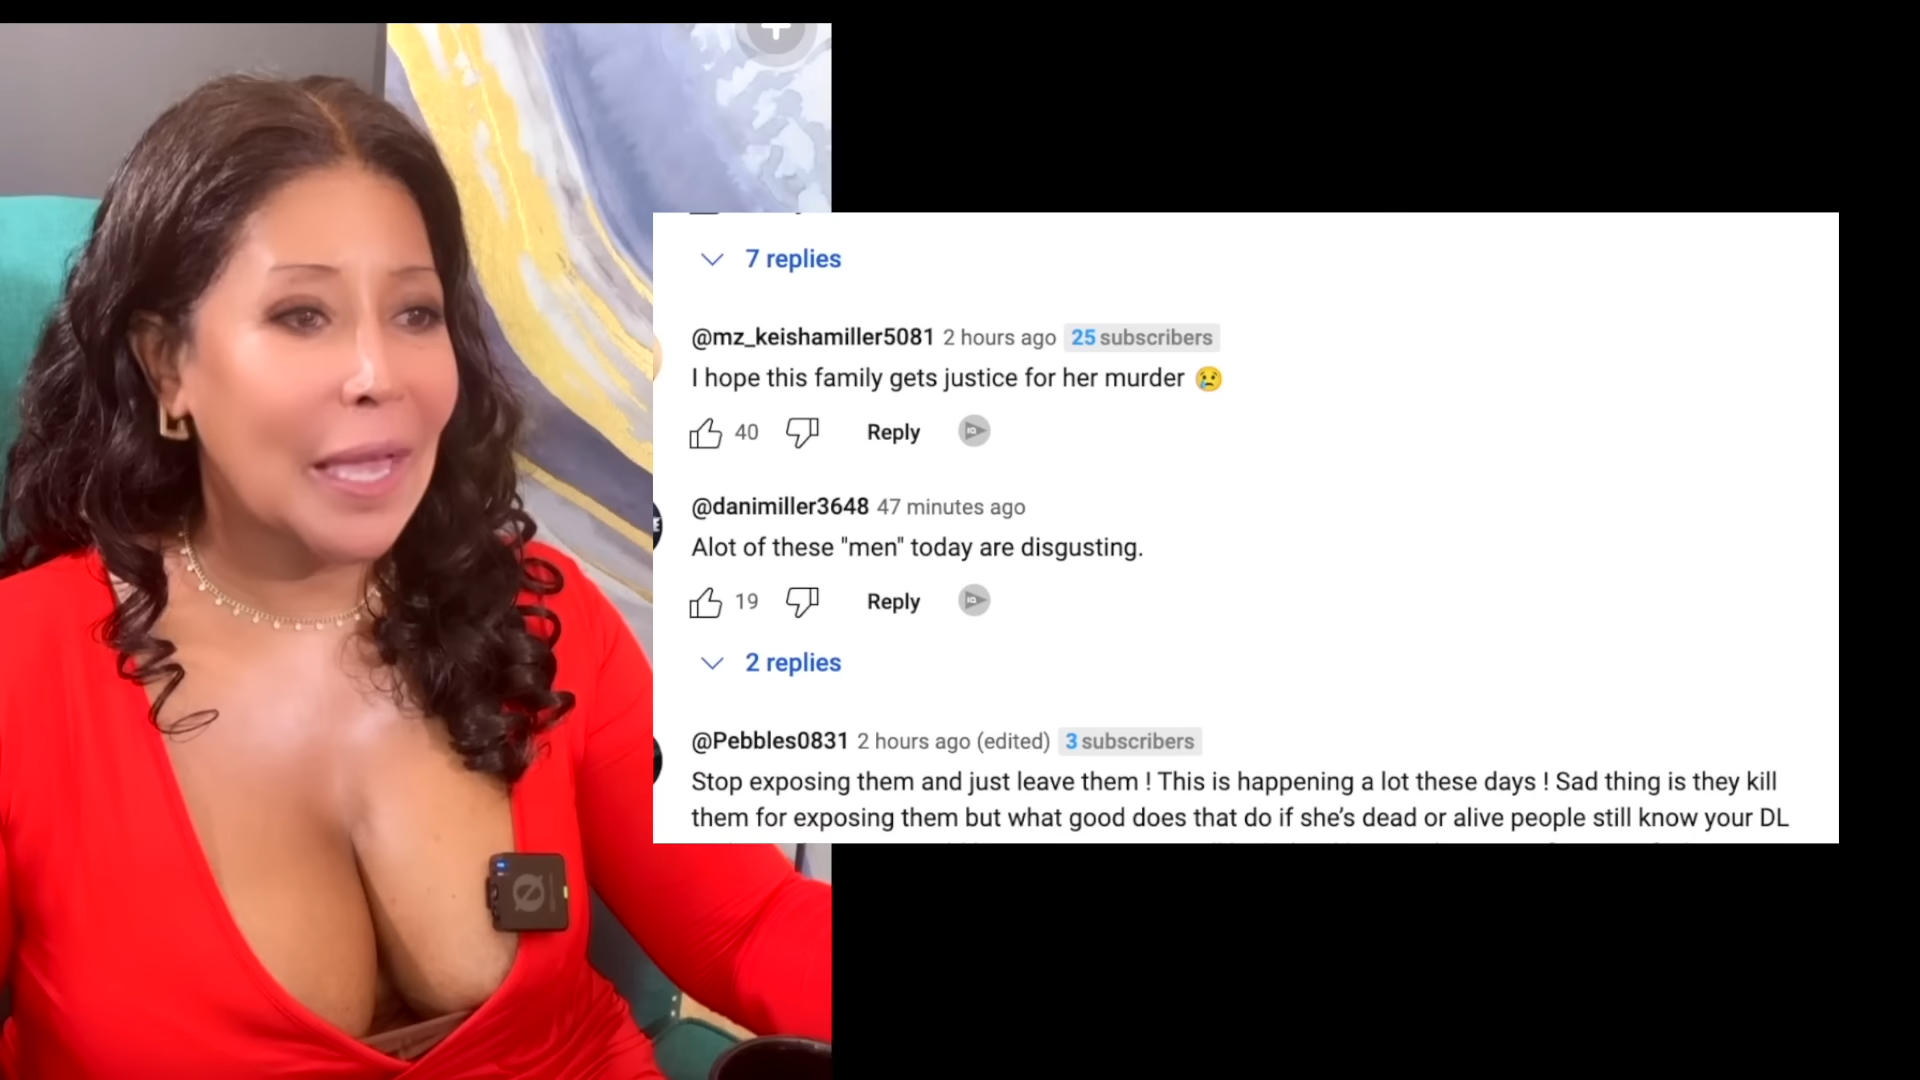 7 replies
@mz_keishamiller5081 2 hours ago 25 subscribers
I hope this family gets justice for her murder 😢
40 Reply
@danimiller3648 47 minutes ago
Alot of these "men" today are disgusting.
19 Reply
2 replies
@Pebbles0831 2 hours ago (edited) 3 subscribers
Stop exposing them and just leave them ! This is happening a lot these days ! Sad thing is they kill
them for exposing them but what good does that do if she’s dead or alive people still know your DL